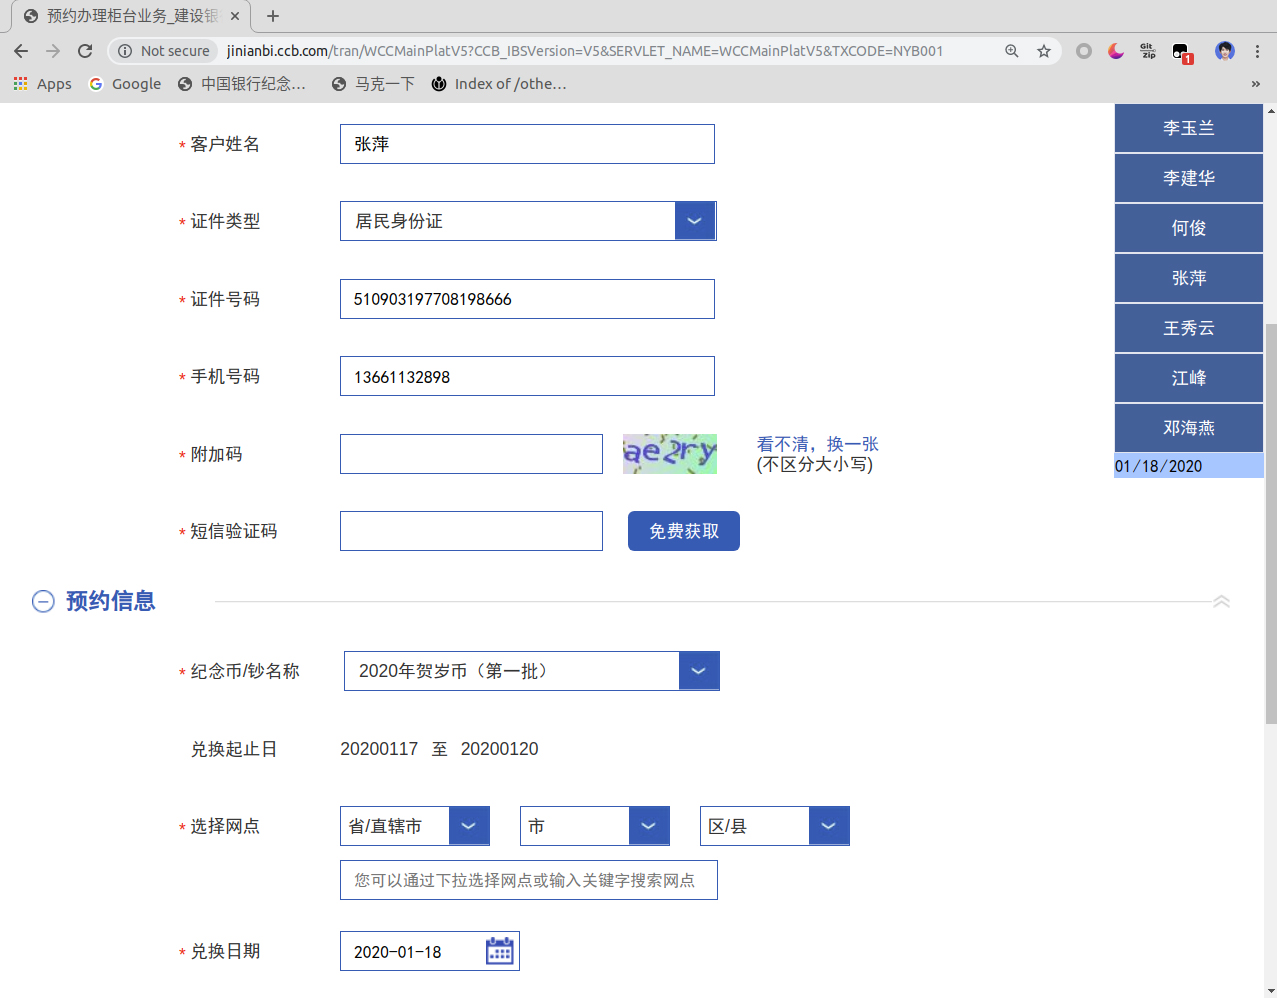 预约办理柜台业务_建设银
Not secure jinianbi.ccb.com/tran/WCCMainPlatV5?CCB_IBSVersion=V5&SERVLET_NAME=WCCMainPlatV5&TXCODE=NYB001
Git
Zip
1
Apps Google 中国银行纪念… 马克一下 Index of /othe…
»
* 客户姓名 张萍
* 证件类型 居民身份证
* 证件号码 510903197708198666
* 手机号码 13661132898
* 附加码 ae2ry 看不清，换一张
(不区分大小写)
* 短信验证码 免费获取
李玉兰
李建华
何俊
张萍
王秀云
江峰
邓海燕
01/18/2020
预约信息
* 纪念币/钞名称 2020年贺岁币（第一批）
兑换起止日 20200117 至 20200120
* 选择网点 省/直辖市 市 区/县
您可以通过下拉选择网点或输入关键字搜索网点
* 兑换日期 2020-01-18